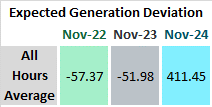 Expected Generation Deviation
Nov-22 Nov-23 Nov-24
All
Hours
Average
-57.37 -51.98 411.45